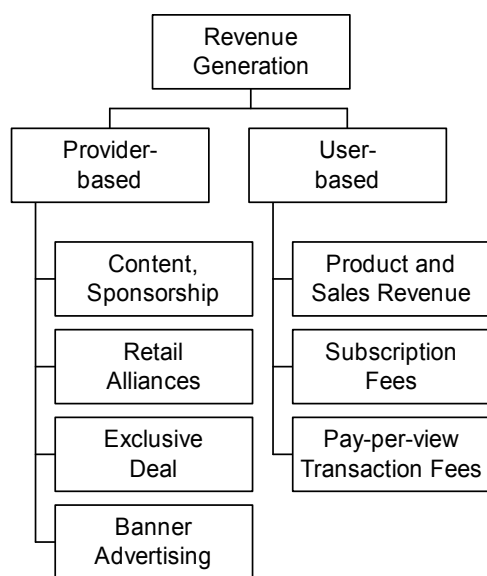 Revenue
Generation
Provider-
based
User-
based
Content,
Sponsorship
Retail
Alliances
Exclusive
Deal
Banner
Advertising
Product and
Sales Revenue
Subscription
Fees
Pay-per-view
Transaction Fees